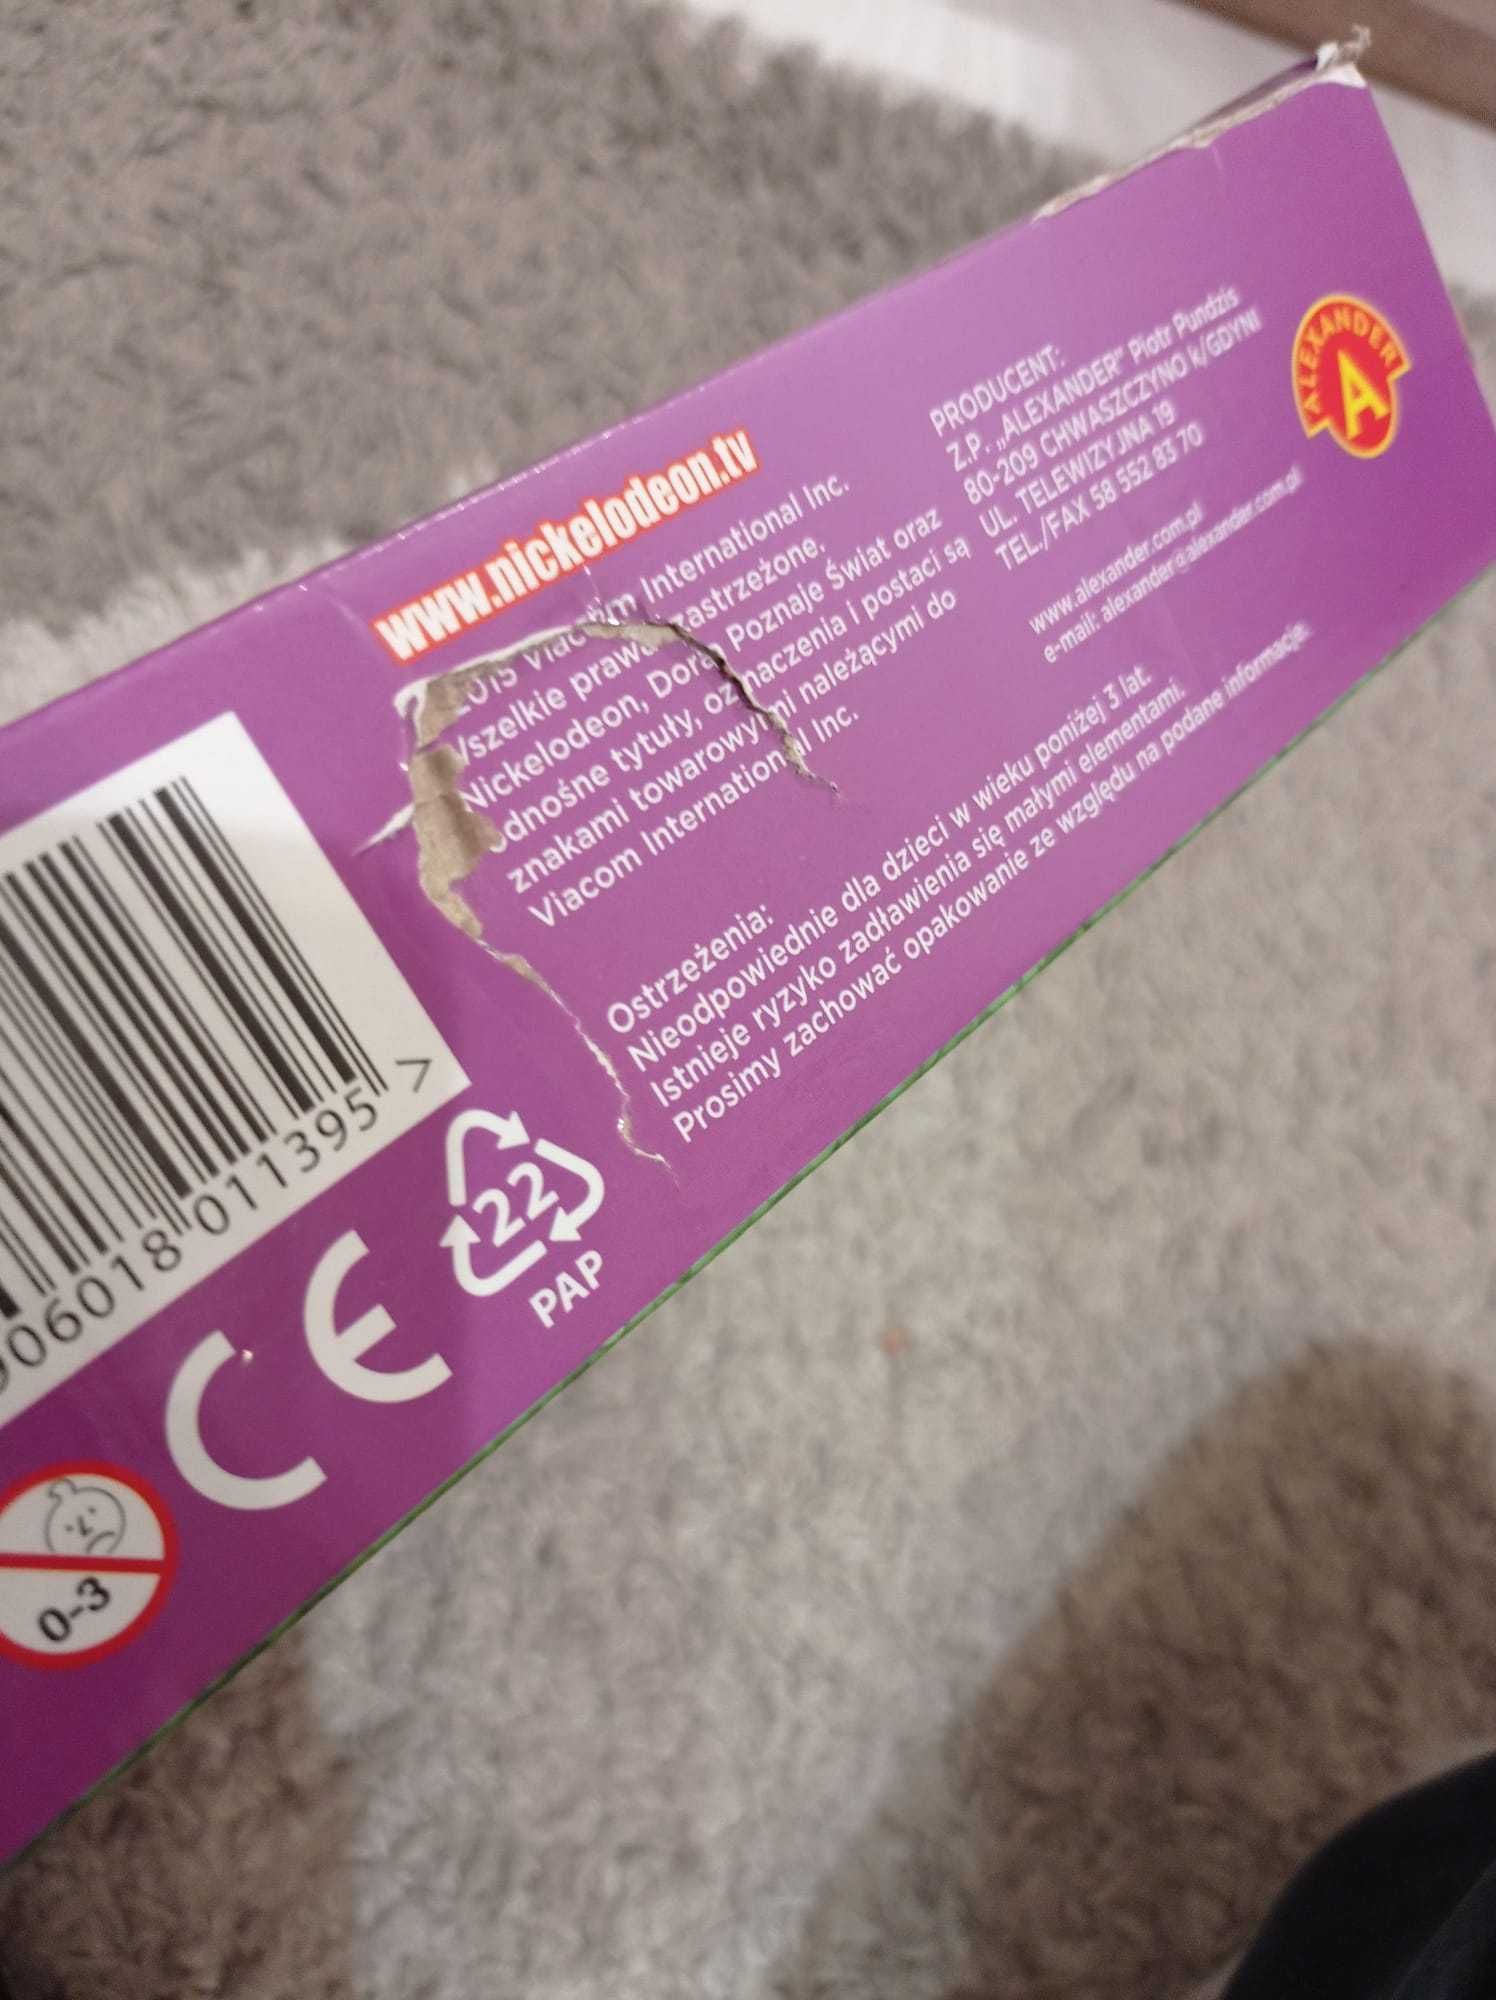 www.nickelodeon.tv
2015 Viacom International Inc.
Wszelkie prawa zastrzeżone.
Nickelodeon, Dora Poznaje Świat oraz
odnośne tytuły, oznaczenia i postaci są
znakami towarowymi należącymi do
Viacom International Inc.
PRODUCENT:
Z.P. „ALEXANDER" Piotr Pundzis
80-209 CHWASZCZYNO k/GDYNI
UL. TELEWIZYJNA 19
TEL./FAX 58 552 83 70
www.alexander.com.pl
e-mail: alexander@alexander.com.pl
ALEXANDER
A
Ostrzeżenia:
Nieodpowiednie dla dzieci w wieku poniżej 3 lat.
Istnieje ryzyko zadławienia się małymi elementami.
Prosimy zachować opakowanie ze względu na podane informacje.
906018 011395 >
CE
22
PAP
0-3